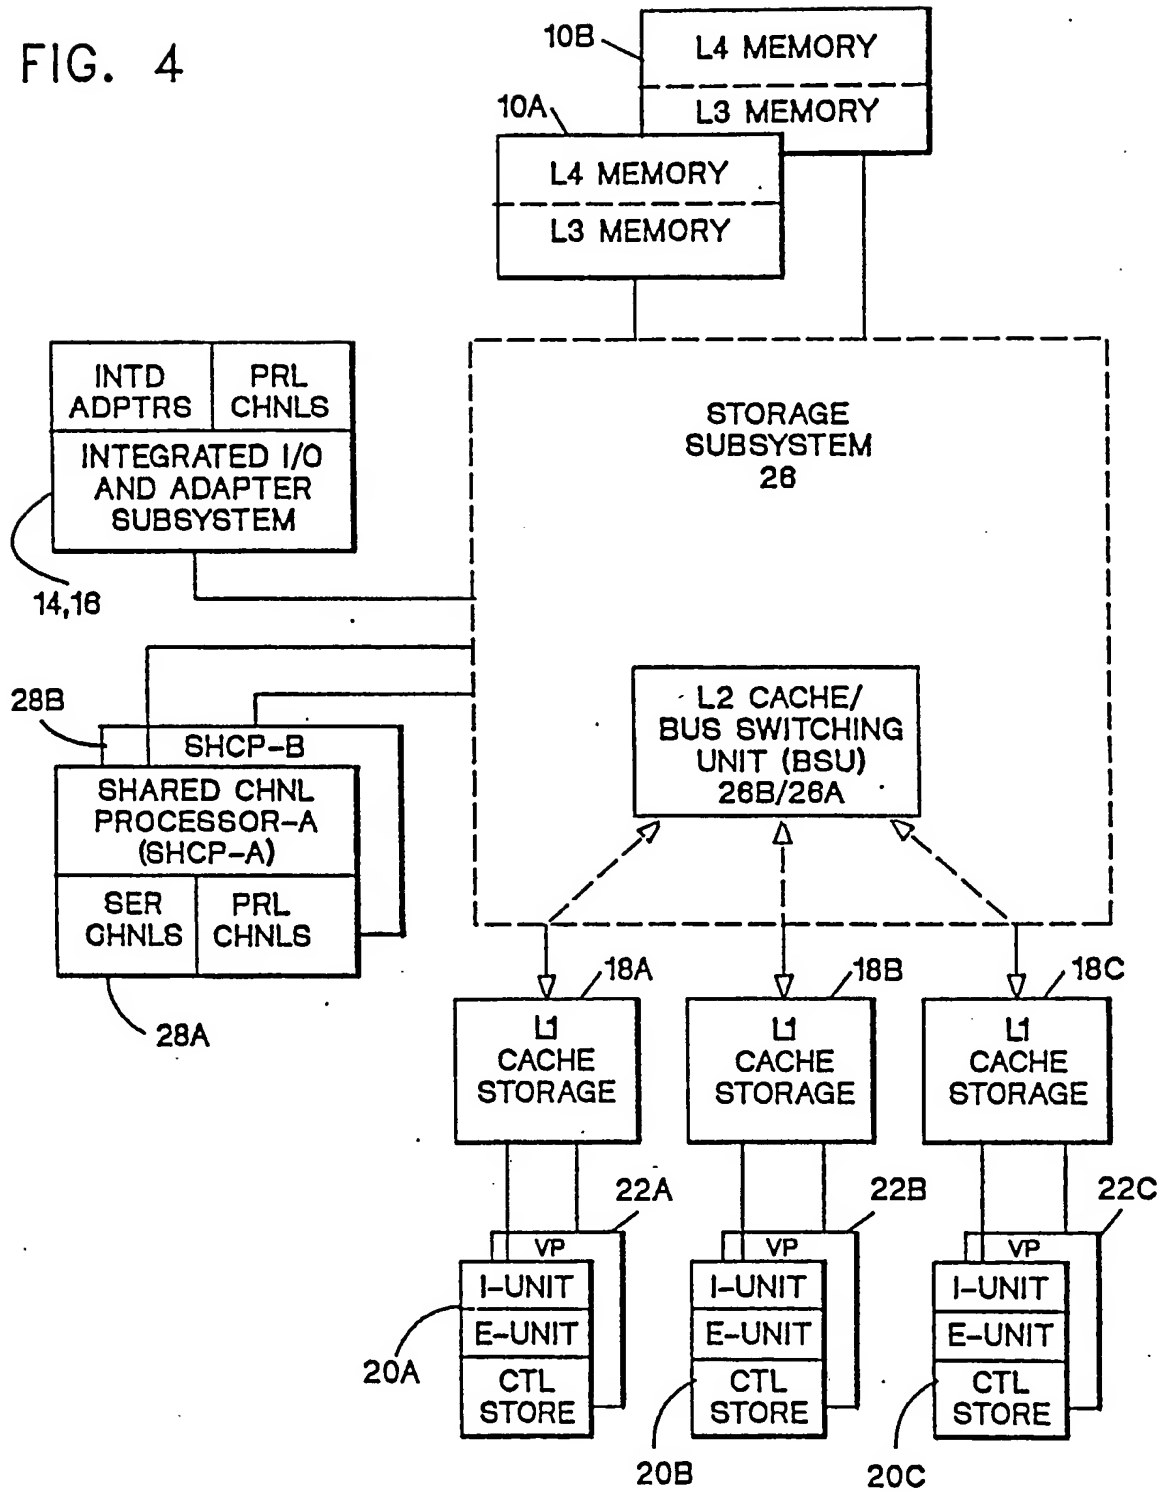 FIG. 4
10B
L4 MEMORY
L3 MEMORY
10A
L4 MEMORY
L3 MEMORY
INTD
ADPTRS
PRL
CHNLS
INTEGRATED I/O
AND ADAPTER
SUBSYSTEM
14,16
STORAGE
SUBSYSTEM
26
28B
SHCP-B
SHARED CHNL
PROCESSOR-A
(SHCP-A)
SER
CHNLS
PRL
CHNLS
28A
L2 CACHE/
BUS SWITCHING
UNIT (BSU)
26B/26A
18A
L1
CACHE
STORAGE
18B
L1
CACHE
STORAGE
18C
L1
CACHE
STORAGE
22A
VP
I-UNIT
E-UNIT
CTL
STORE
20A
22B
VP
I-UNIT
E-UNIT
CTL
STORE
20B
22C
VP
I-UNIT
E-UNIT
CTL
STORE
20C